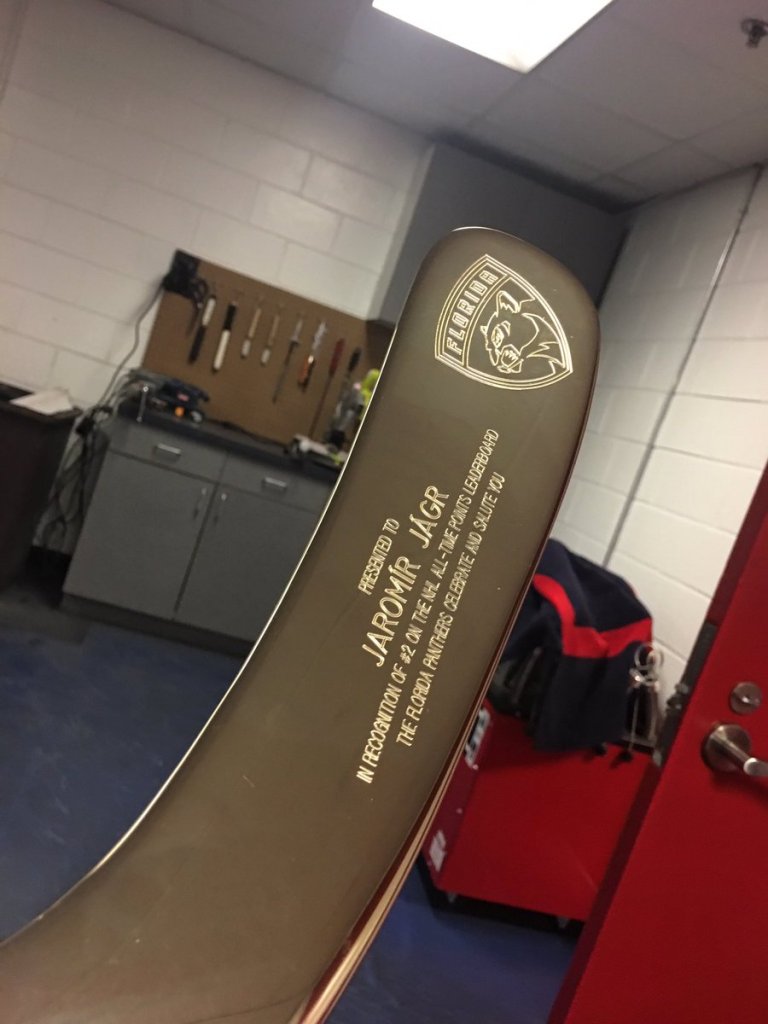 FLORIDA
PRESENTED TO
JAROMÍR JÁGR
IN RECOGNITION OF #2 ON THE NHL ALL-TIME POINTS LEADERBOARD
THE FLORIDA PANTHERS CELEBRATE AND SALUTE YOU